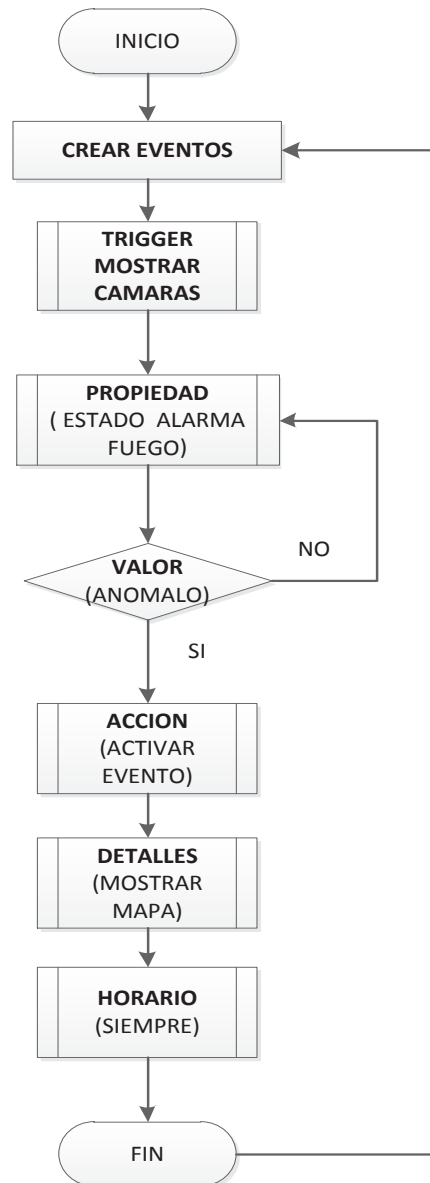 INICIO
CREAR EVENTOS
TRIGGER
MOSTRAR
CAMARAS
PROPIEDAD
( ESTADO ALARMA
FUEGO)
VALOR
(ANOMALO)
NO
SI
ACCION
(ACTIVAR
EVENTO)
DETALLES
(MOSTRAR
MAPA)
HORARIO
(SIEMPRE)
FIN